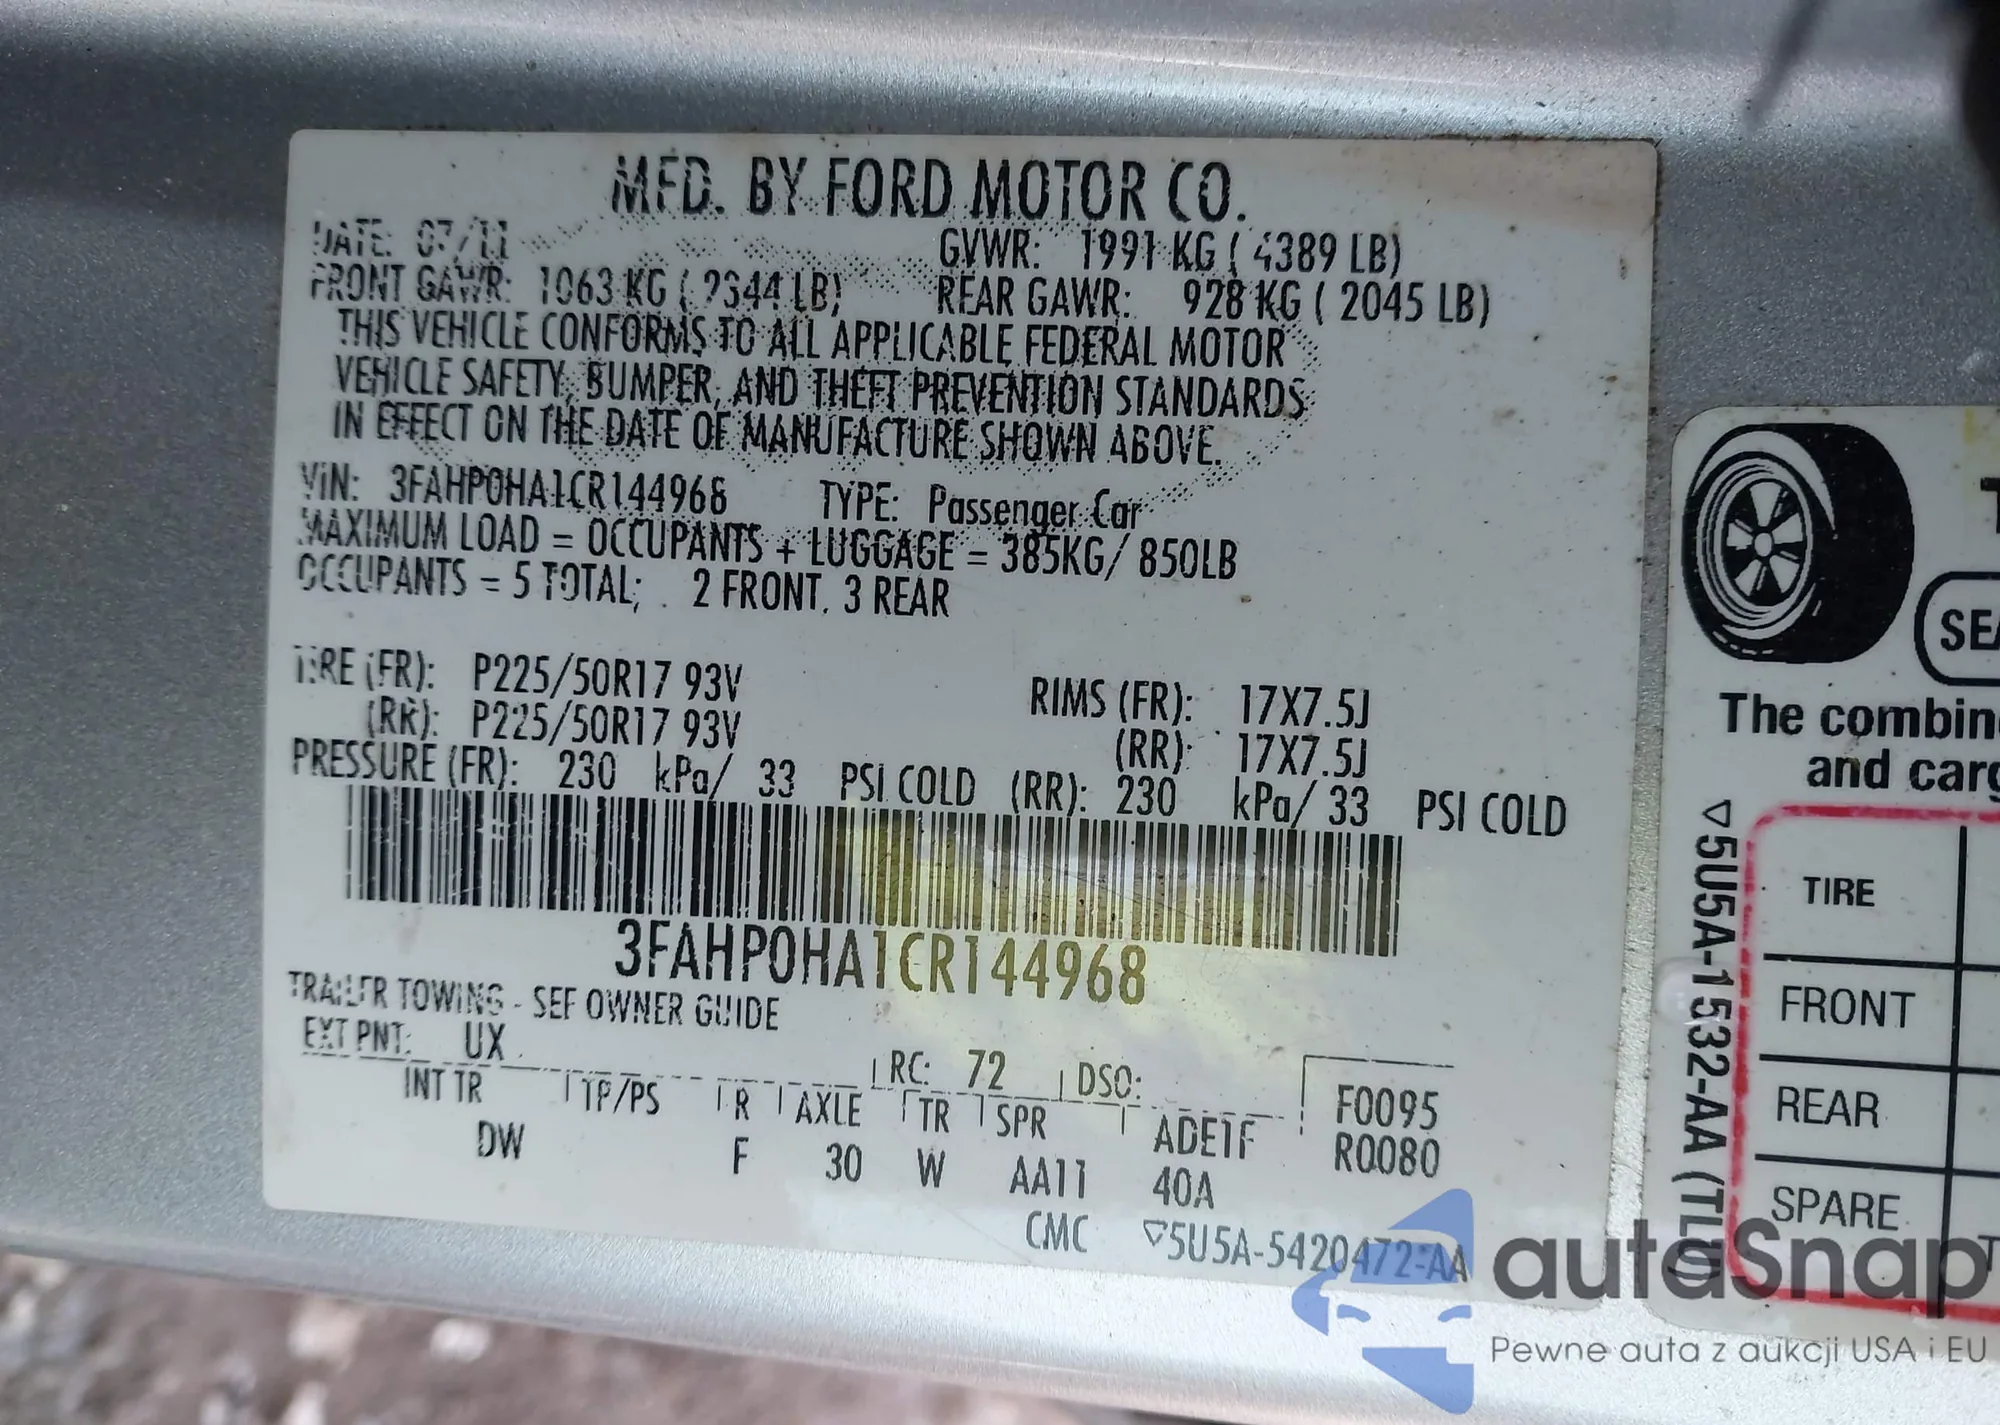 MFD. BY FORD MOTOR CO.
DATE: 07/11 GVWR: 1991 KG ( 4389 LB)
FRONT GAWR: 1063 KG ( 2344 LB) REAR GAWR: 928 KG ( 2045 LB)
THIS VEHICLE CONFORMS TO ALL APPLICABLE FEDERAL MOTOR
VEHICLE SAFETY, BUMPER, AND THEFT PREVENTION STANDARDS
IN EFFECT ON THE DATE OF MANUFACTURE SHOWN ABOVE.
VIN: 3FAHP0HA1CR144968 TYPE: Passenger Car
MAXIMUM LOAD = OCCUPANTS + LUGGAGE = 385KG/ 850LB
OCCUPANTS = 5 TOTAL; 2 FRONT, 3 REAR
TIRE (FR): P225/50R17 93V RIMS (FR): 17X7.5J
(RR): P225/50R17 93V (RR): 17X7.5J
PRESSURE (FR): 230 kPa/ 33 PSI COLD (RR): 230 kPa/ 33 PSI COLD
3FAHP0HA1CR144968
TRAILER TOWING - SEE OWNER GUIDE
EXT PNT: UX RC: 72 DSO:
INT TR TP/PS R AXLE TR SPR F0095
DW F 30 W AA11 ADE1F R0080
40A
CMC ▽5U5A-5420472-AA
The combin
and carg
TIRE
FRONT
REAR
SPARE
▽5U5A-1532-AA
autoSnap
Pewne auta z aukcji USA i EU